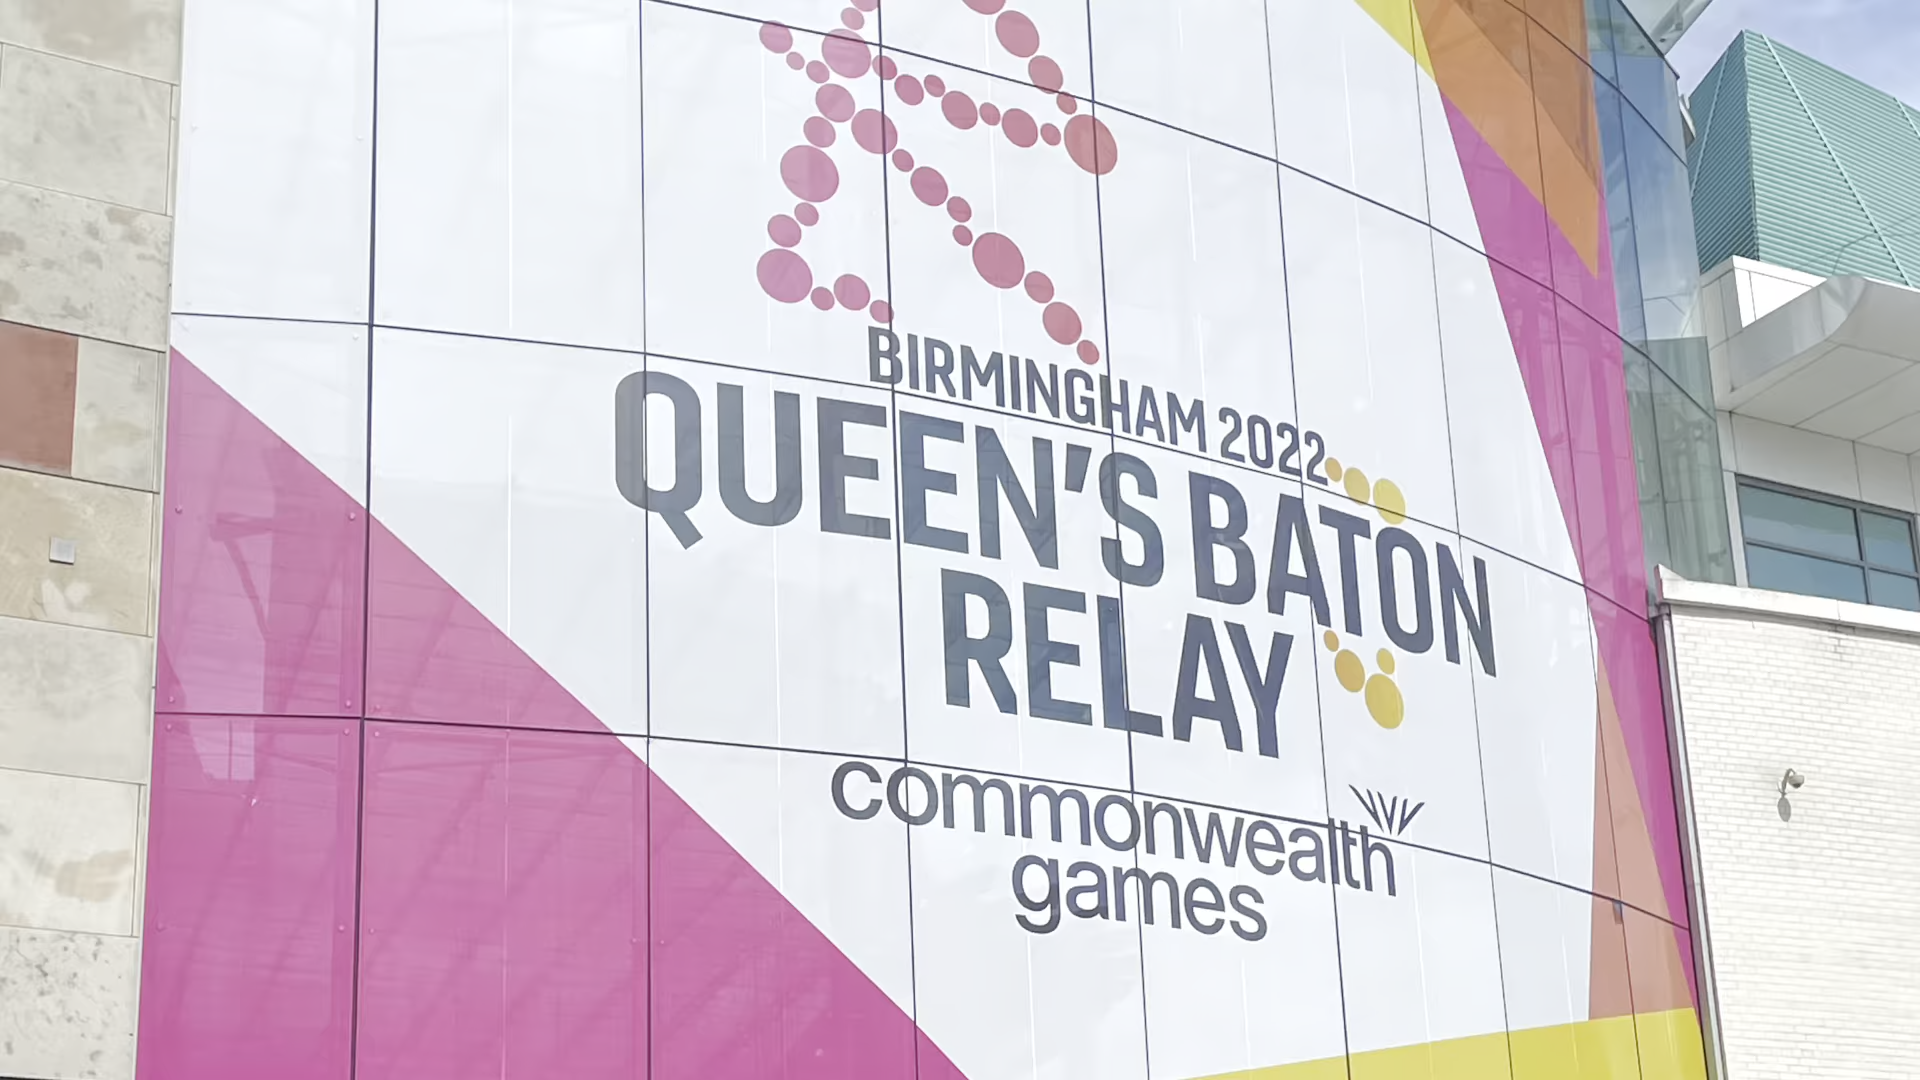 BIRMINGHAM 2022
QUEEN'S BATON
RELAY
commonwealth
games